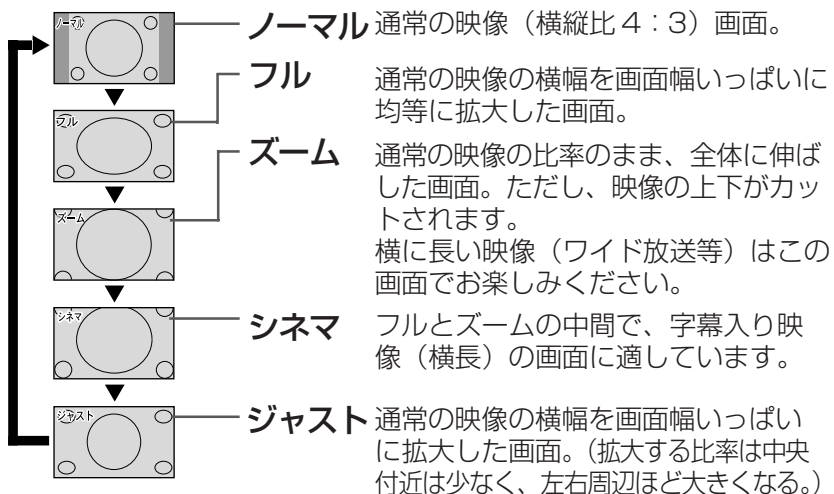 ノーマル
ノーマル 通常の映像（横縦比4：3）画面。
フル
フル 通常の映像の横幅を画面幅いっぱいに
均等に拡大した画面。
ズーム
ズーム 通常の映像の比率のまま、全体に伸ば
した画面。ただし、映像の上下がカッ
トされます。
横に長い映像（ワイド放送等）はこの
画面でお楽しみください。
シネマ
シネマ フルとズームの中間で、字幕入り映
像（横長）の画面に適しています。
ジャスト
ジャスト 通常の映像の横幅を画面幅いっぱい
に拡大した画面。（拡大する比率は中央
付近は少なく、左右周辺ほど大きくなる。）